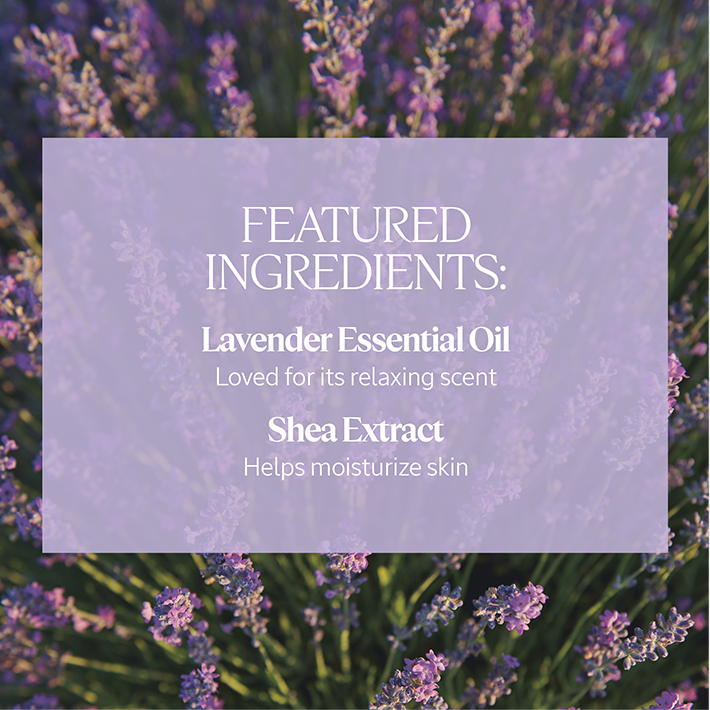 FEATURED
INGREDIENTS:
Lavender Essential Oil
Loved for its relaxing scent
Shea Extract
Helps moisturize skin